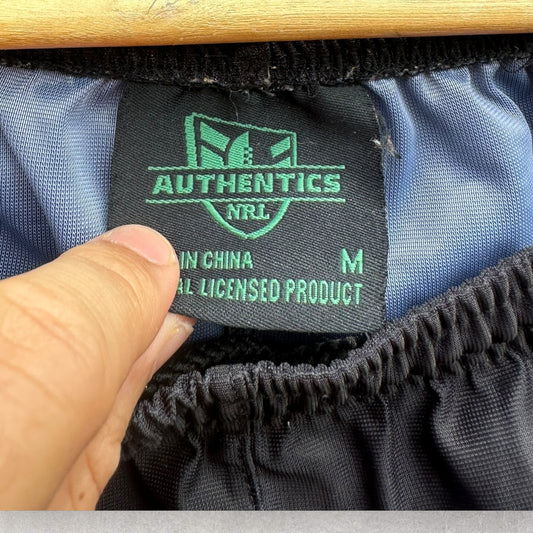 AUTHENTICS
NRL
IN CHINA M
AL LICENSED PRODUCT